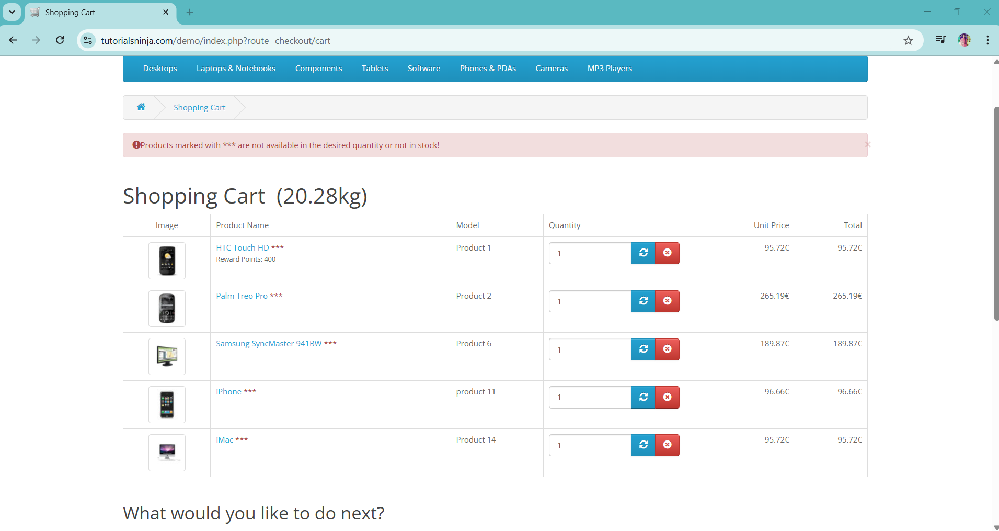 Shopping Cart
tutorialsninja.com/demo/index.php?route=checkout/cart
Desktops Laptops & Notebooks Components Tablets Software Phones & PDAs Cameras MP3 Players
Shopping Cart
Products marked with *** are not available in the desired quantity or not in stock!
×
Shopping Cart (20.28kg)
Image Product Name Model Quantity Unit Price Total
HTC Touch HD *** Product 1 1 95.72€ 95.72€
Reward Points: 400
Palm Treo Pro *** Product 2 1 265.19€ 265.19€
Samsung SyncMaster 941BW *** Product 6 1 189.87€ 189.87€
iPhone *** product 11 1 96.66€ 96.66€
iMac *** Product 14 1 95.72€ 95.72€
What would you like to do next?